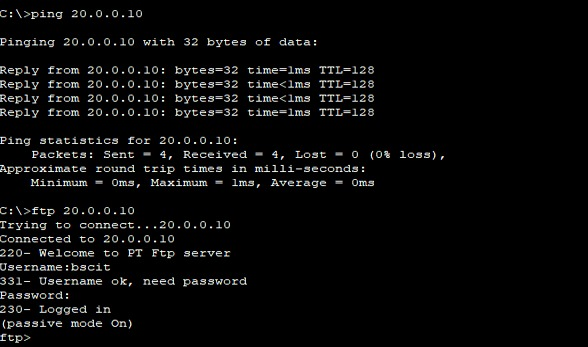 C:\>ping 20.0.0.10
Pinging 20.0.0.10 with 32 bytes of data:
Reply from 20.0.0.10: bytes=32 time=1ms TTL=128
Reply from 20.0.0.10: bytes=32 time<1ms TTL=128
Reply from 20.0.0.10: bytes=32 time<1ms TTL=128
Reply from 20.0.0.10: bytes=32 time=1ms TTL=128
Ping statistics for 20.0.0.10:
    Packets: Sent = 4, Received = 4, Lost = 0 (0% loss),
Approximate round trip times in milli-seconds:
    Minimum = 0ms, Maximum = 1ms, Average = 0ms
C:\>ftp 20.0.0.10
Trying to connect...20.0.0.10
Connected to 20.0.0.10
220- Welcome to PT Ftp server
Username:bscit
331- Username ok, need password
Password:
230- Logged in
(passive mode On)
ftp>